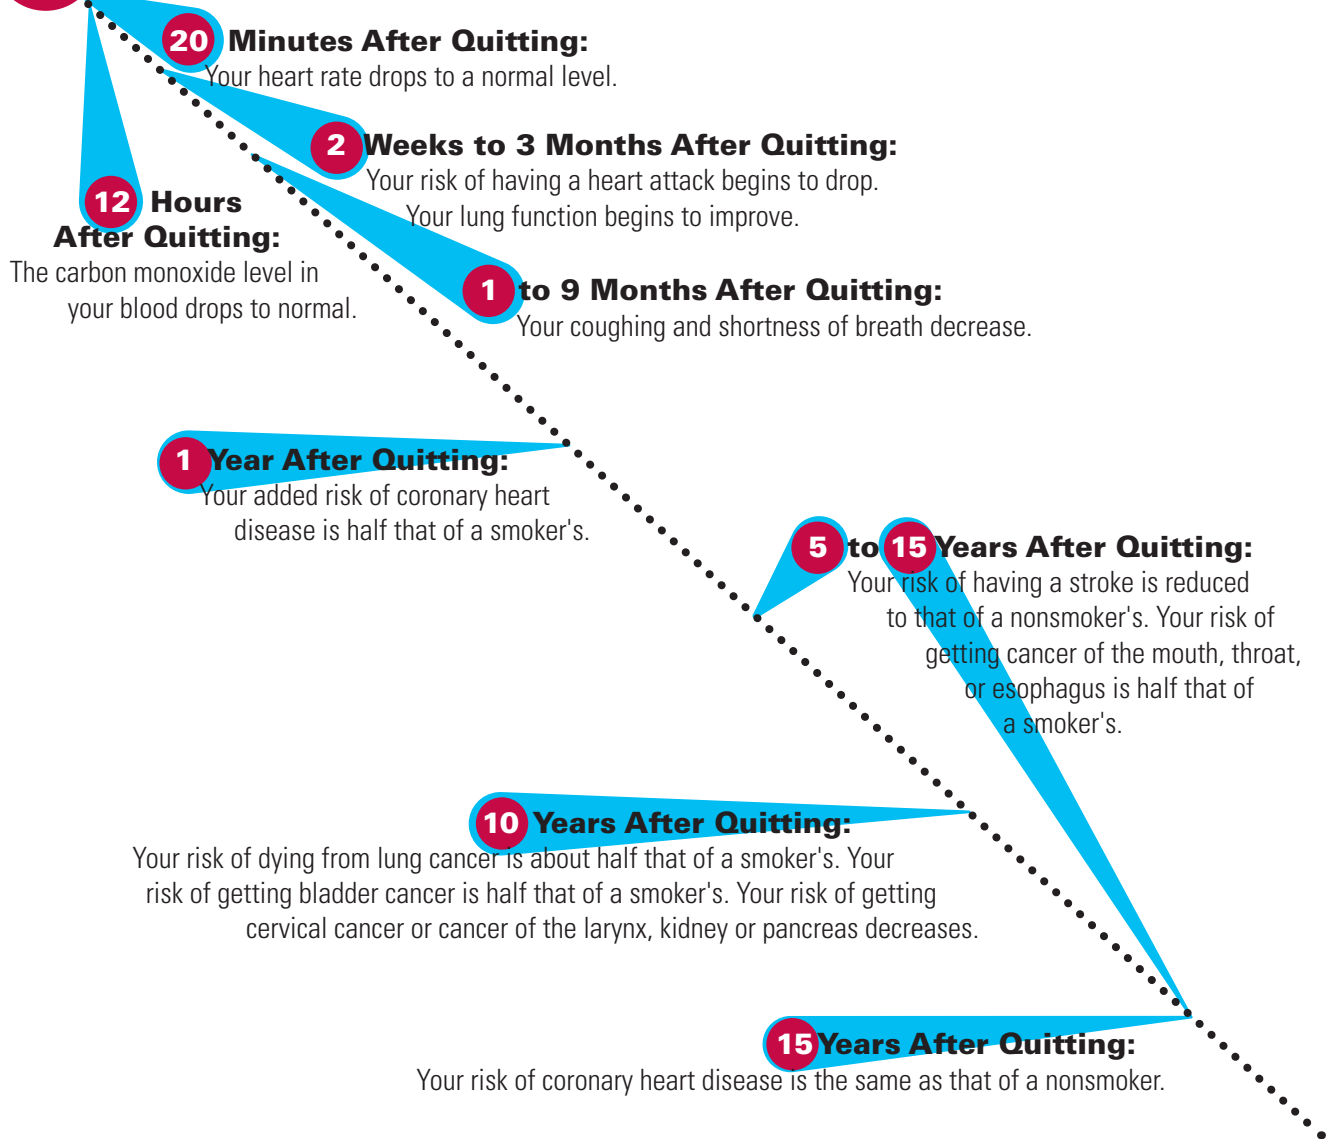 20 Minutes After Quitting:
Your heart rate drops to a normal level.
2 Weeks to 3 Months After Quitting:
Your risk of having a heart attack begins to drop.
Your lung function begins to improve.
12 Hours
After Quitting:
The carbon monoxide level in
your blood drops to normal.
1 to 9 Months After Quitting:
Your coughing and shortness of breath decrease.
1 Year After Quitting:
Your added risk of coronary heart
disease is half that of a smoker's.
5 to 15 Years After Quitting:
Your risk of having a stroke is reduced
to that of a nonsmoker's. Your risk of
getting cancer of the mouth, throat,
or esophagus is half that of
a smoker's.
10 Years After Quitting:
Your risk of dying from lung cancer is about half that of a smoker's. Your
risk of getting bladder cancer is half that of a smoker's. Your risk of getting
cervical cancer or cancer of the larynx, kidney or pancreas decreases.
15 Years After Quitting:
Your risk of coronary heart disease is the same as that of a nonsmoker.